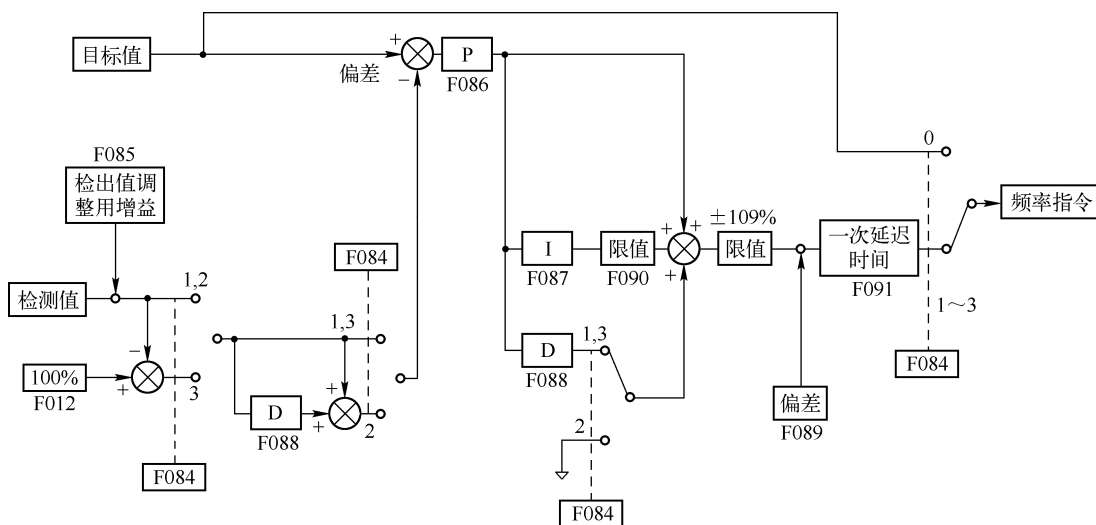 目标值
+
偏差
−
P
F086
0
F085
检出值调
整用增益
检测值
1,2
−
100%
+
F012
3
F084
F084
1,3
+
D
F088
+
2
I
F087
限值
F090
+
+
+
±109%
限值
一次延迟
时间
F091
频率指令
1～3
F084
D
F088
1,3
2
F084
偏差
F089